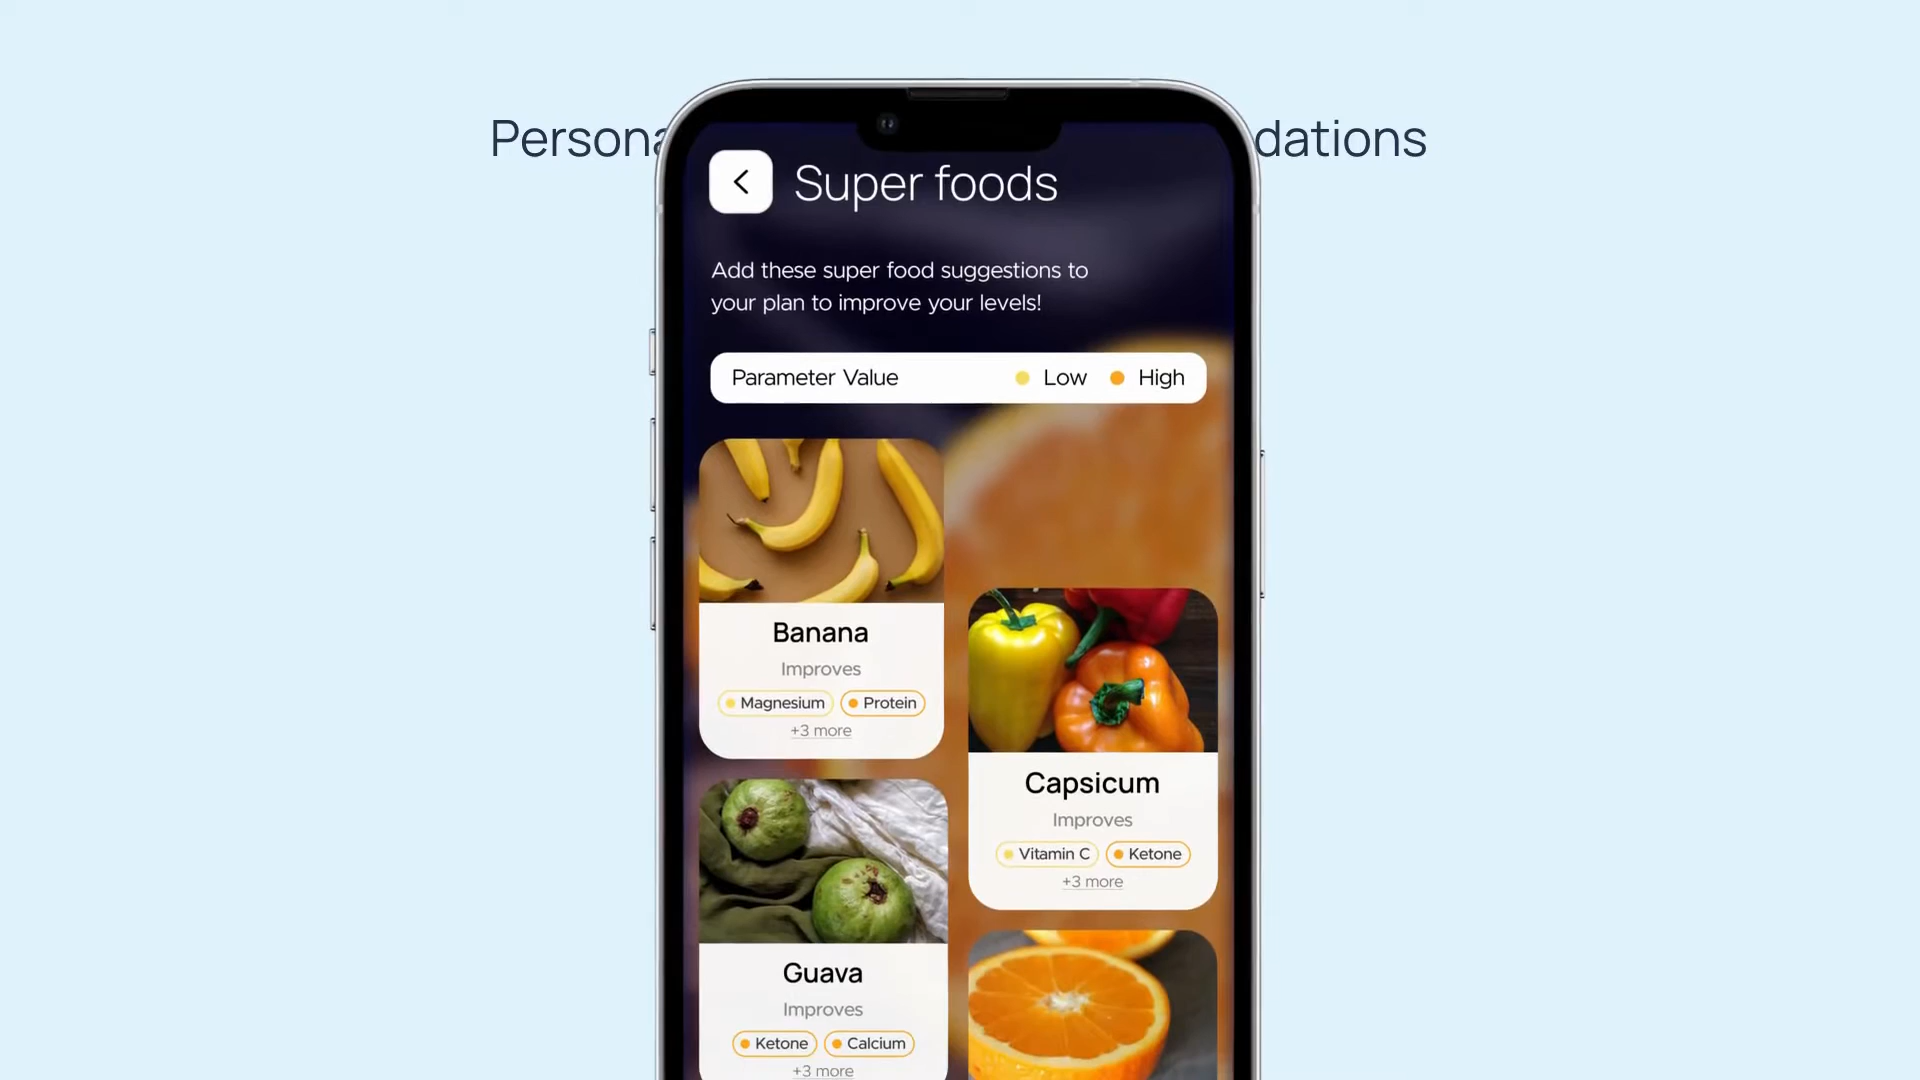 Persona
dations
Super foods
Add these super food suggestions to
your plan to improve your levels!
Parameter Value Low High
Banana
Improves
Magnesium Protein
+3 more
Capsicum
Improves
Vitamin C Ketone
+3 more
Guava
Improves
Ketone Calcium
+3 more